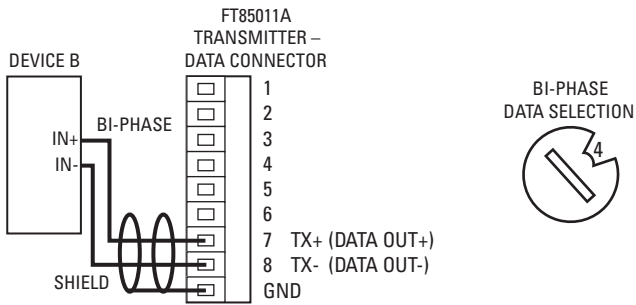 FT85011A
TRANSMITTER –
DATA CONNECTOR
DEVICE B
BI-PHASE
IN+
IN-
SHIELD
1
2
3
4
5
6
7 TX+ (DATA OUT+)
8 TX- (DATA OUT-)
GND
BI-PHASE
DATA SELECTION
4